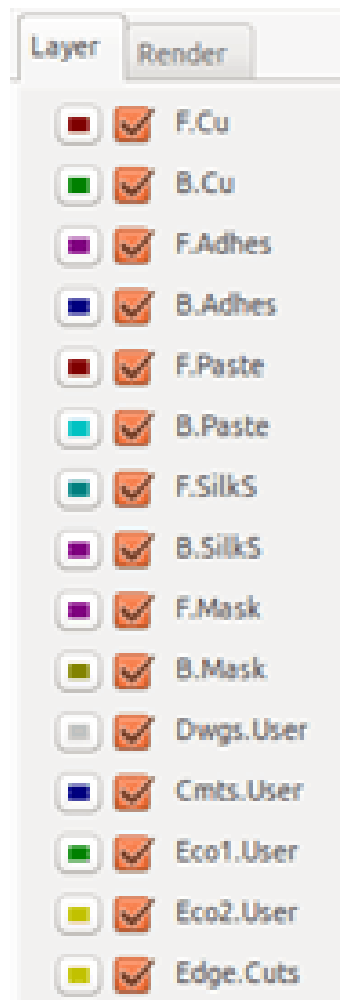 Layer Render
F.Cu
B.Cu
F.Adhes
B.Adhes
F.Paste
B.Paste
F.SilkS
B.SilkS
F.Mask
B.Mask
Dwgs.User
Cmts.User
Eco1.User
Eco2.User
Edge.Cuts